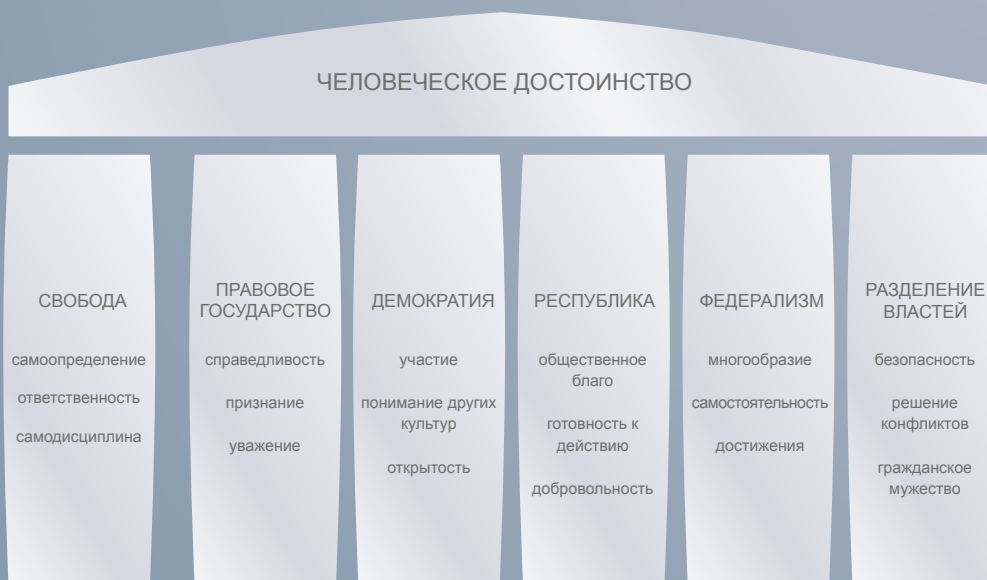 ЧЕЛОВЕЧЕСКОЕ ДОСТОИНСТВО
СВОБОДА
самоопределение
ответственность
самодисциплина
ПРАВОВОЕ
ГОСУДАРСТВО
справедливость
признание
уважение
ДЕМОКРАТИЯ
участие
понимание других
культур
открытость
РЕСПУБЛИКА
общественное
благо
готовность к
действию
добровольность
ФЕДЕРАЛИЗМ
многообразие
самостоятельность
достижения
РАЗДЕЛЕНИЕ
ВЛАСТЕЙ
безопасность
решение
конфликтов
гражданское
мужество